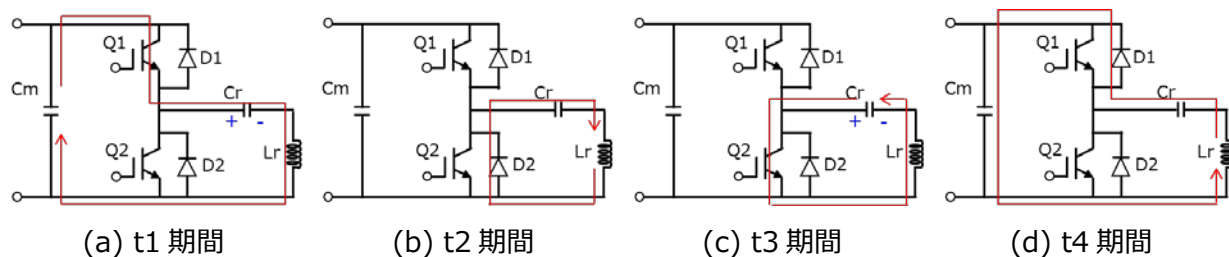 Q1 D1 Cm Cr + - Q2 D2 Lr
Q1 D1 Cm Cr Q2 D2 Lr
Q1 D1 Cm Cr + - Q2 D2 Lr
Q1 D1 Cm Cr Q2 D2 Lr
(a) t1 期間 (b) t2 期間 (c) t3 期間 (d) t4 期間